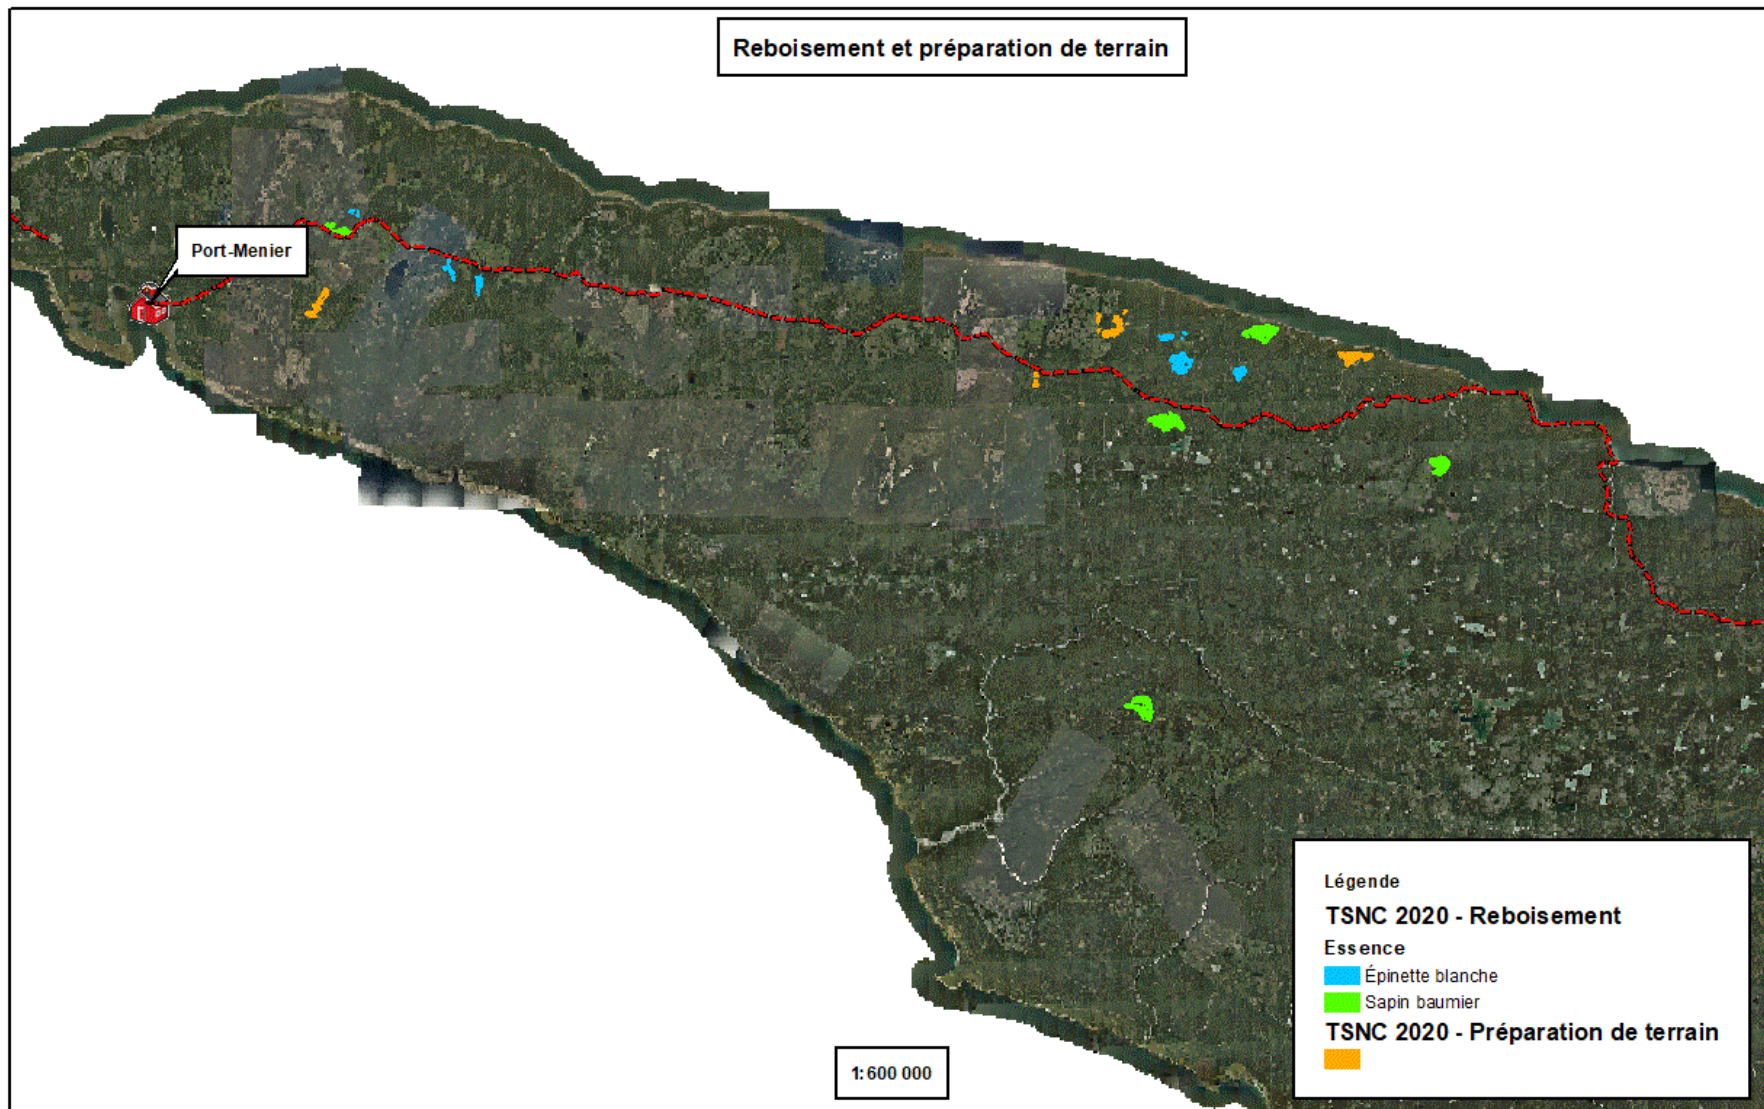 Reboisement et préparation de terrain
Port-Menier
Légende
TSNC 2020 - Reboisement
Essence
Épinette blanche
Sapin baumier
TSNC 2020 - Préparation de terrain
1:600 000